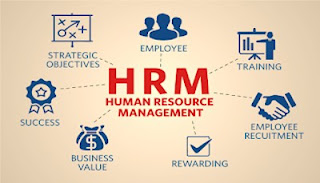 EMPLOYEE
STRATEGIC
OBJECTIVES
TRAINING
HRM
HUMAN RESOURCE
MANAGEMENT
SUCCESS
EMPLOYEE
RECUITMENT
BUSINESS
VALUE
REWARDING